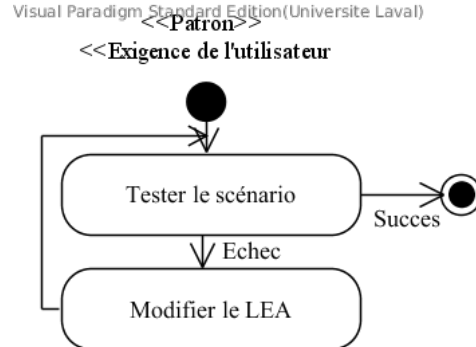 Visual Paradigm Standard Edition(Universite Laval)
<<Patron>>
<<Exigence de l'utilisateur
Tester le scénario
Succes
Echec
Modifier le LEA